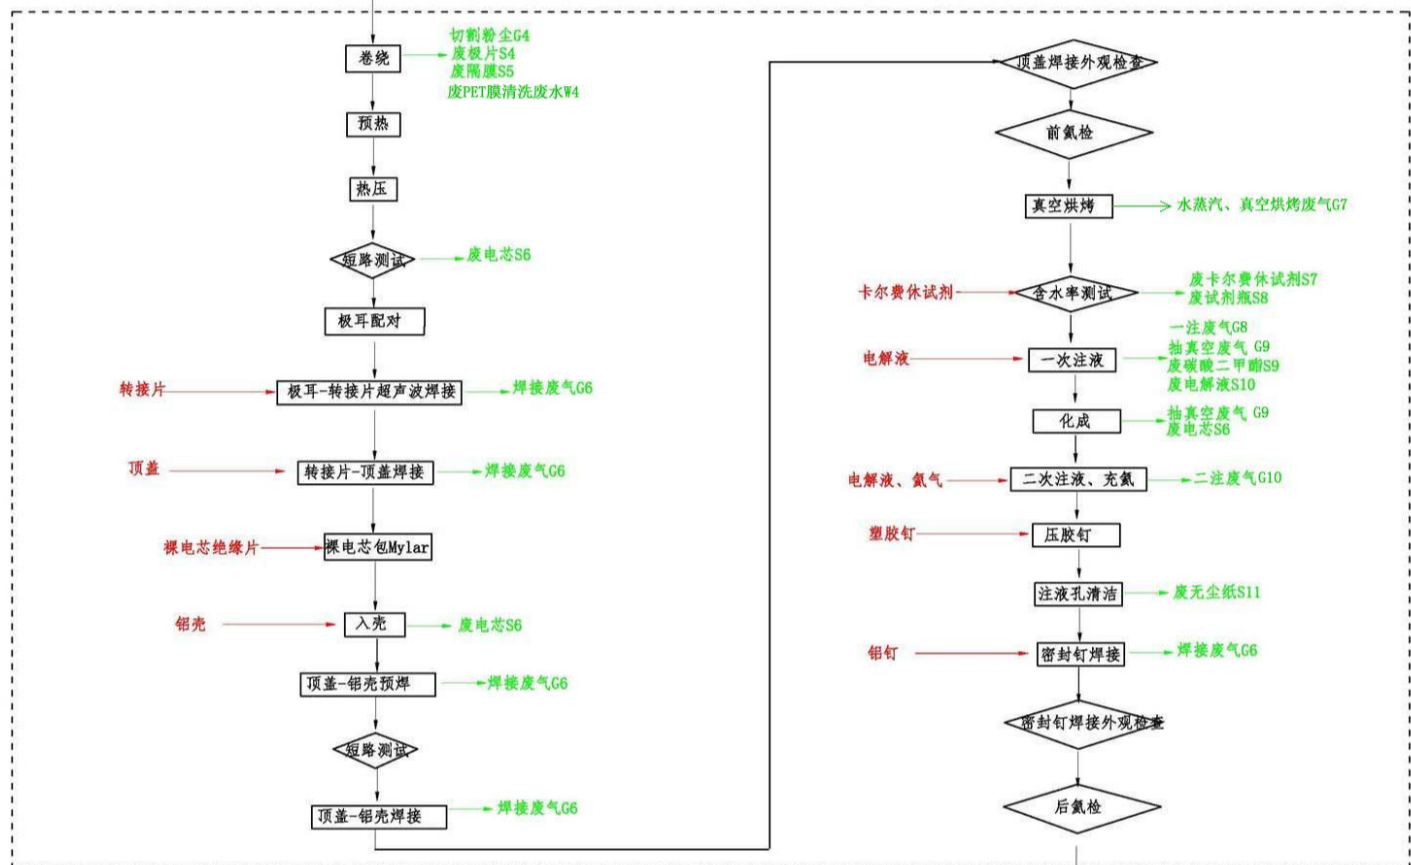 卷绕
切割粉尘G4
废极片S4
废隔膜S5
废PET膜清洗废水W4
预热
热压
短路测试
废电芯S6
极耳配对
转接片
极耳-转接片超声波焊接
焊接废气G6
顶盖
转接片-顶盖焊接
焊接废气G6
裸电芯绝缘片
裸电芯包Mylar
铝壳
入壳
废电芯S6
顶盖-铝壳预焊
焊接废气G6
短路测试
顶盖-铝壳焊接
焊接废气G6
顶盖焊接外观检查
前氦检
真空烘烤
水蒸汽、真空烘烤废气G7
卡尔费休试剂
含水率测试
废卡尔费休试剂S7
废试剂瓶S8
电解液
一次注液
一注废气G8
抽真空废气 G9
废碳酸二甲酯S9
废电解液S10
化成
抽真空废气 G9
废电芯S6
电解液、氦气
二次注液、充氦
二注废气G10
塑胶钉
压胶钉
注液孔清洁
废无尘纸S11
铝钉
密封钉焊接
焊接废气G6
密封钉焊接外观检查
后氦检